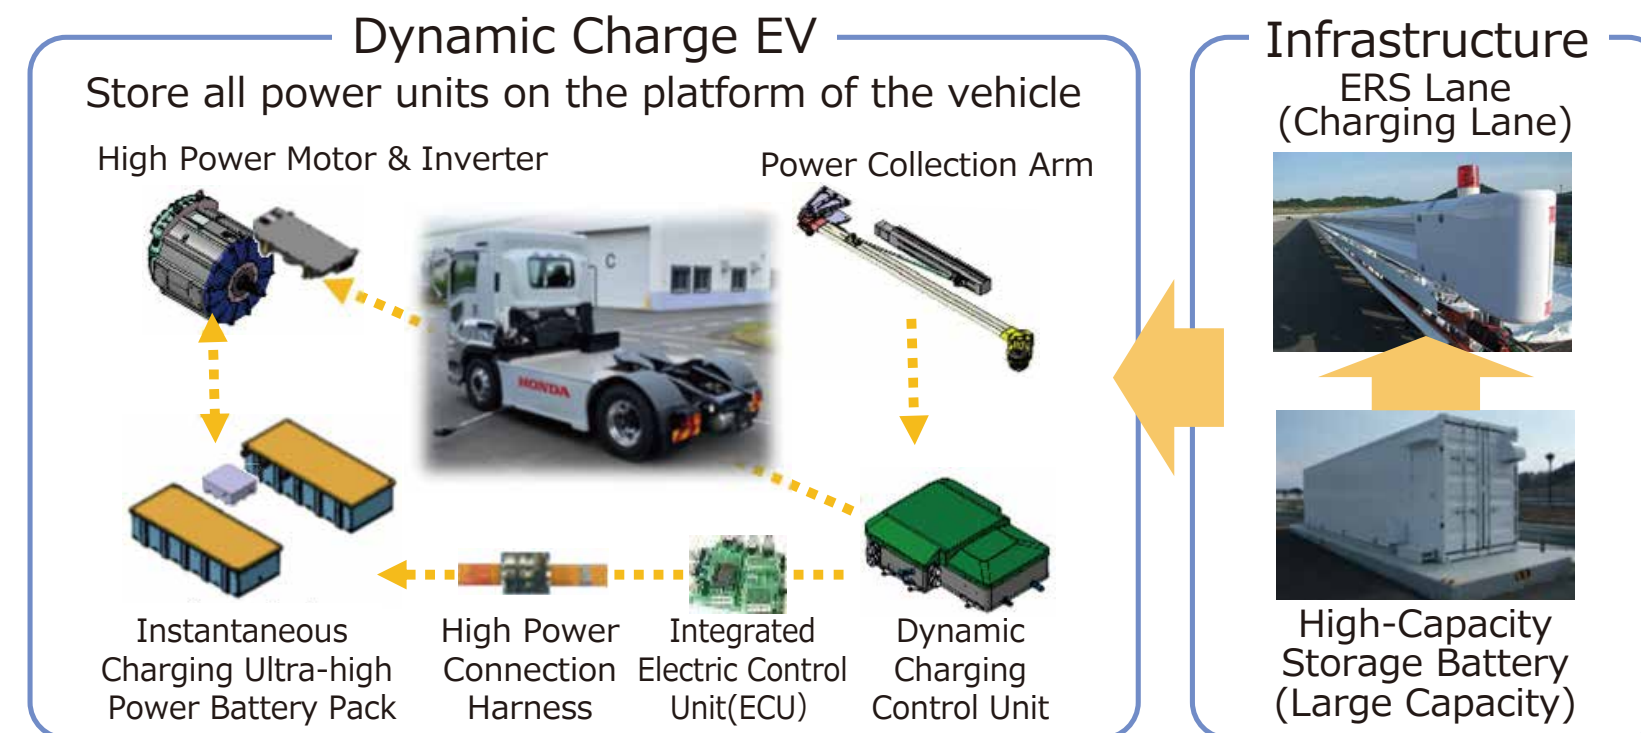 Dynamic Charge EV
Store all power units on the platform of the vehicle
High Power Motor & Inverter
Power Collection Arm
C
HONDA
Instantaneous
Charging Ultra-high
Power Battery Pack
High Power
Connection
Harness
Integrated
Electric Control
Unit(ECU)
Dynamic
Charging
Control Unit
Infrastructure
ERS Lane
(Charging Lane)
High-Capacity
Storage Battery
(Large Capacity)